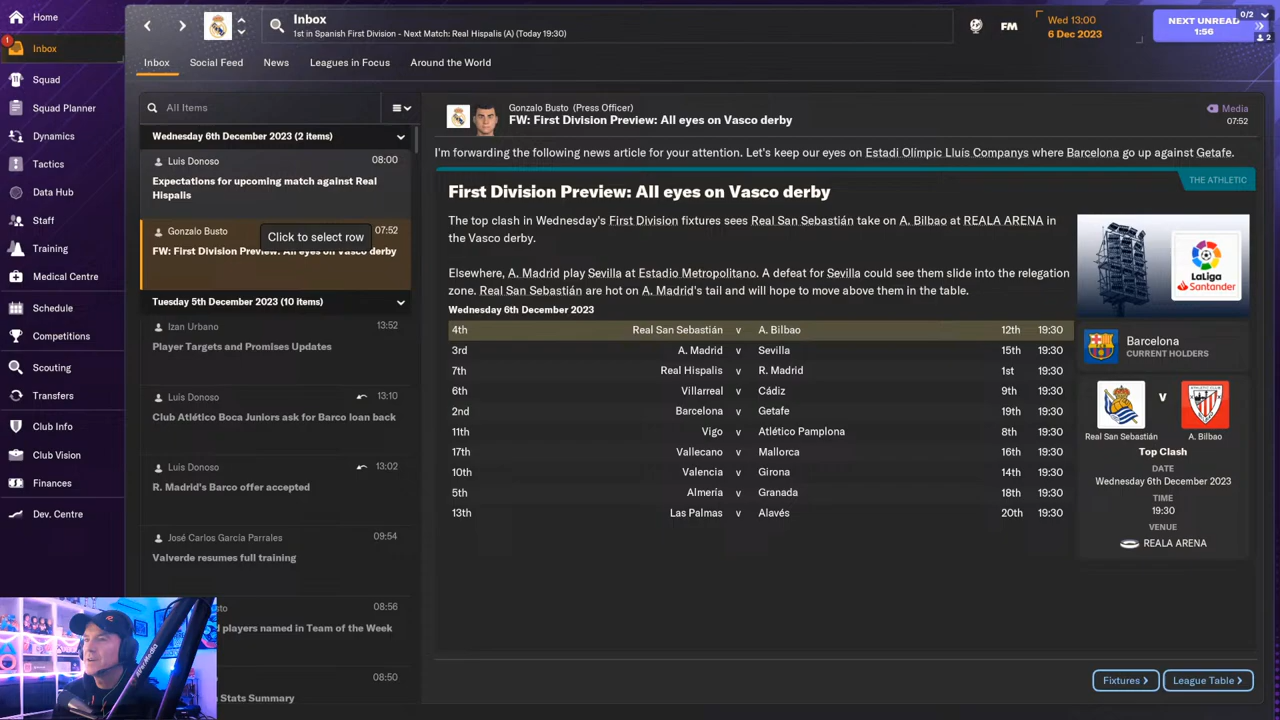 Home
Inbox
1st in Spanish First Division - Next Match: Real Hispalis (A) (Today 19:30)
FM
Wed 13:00
6 Dec 2023
NEXT UNREAD
1:56
0/2
2
1
Inbox
Squad
Squad Planner
Dynamics
Tactics
Data Hub
Staff
Training
Medical Centre
Schedule
Competitions
Scouting
Transfers
Club Info
Club Vision
Finances
Dev. Centre
Inbox
Social Feed
News
Leagues in Focus
Around the World
All Items
Wednesday 6th December 2023 (2 items)
Luis Donoso 08:00
Expectations for upcoming match against Real
Hispalis
Gonzalo Busto 07:52
Click to select row
FW: First Division Preview: All eyes on Vasco derby
Tuesday 5th December 2023 (10 items)
Izan Urbano 13:52
Player Targets and Promises Updates
Luis Donoso 13:10
Club Atlético Boca Juniors ask for Barco loan back
Luis Donoso 13:02
R. Madrid's Barco offer accepted
José Carlos García Parrales 09:54
Valverde resumes full training
usto 08:56
d players named in Team of the Week
08:50
Stats Summary
Gonzalo Busto (Press Officer)
FW: First Division Preview: All eyes on Vasco derby
Media
07:52
I'm forwarding the following news article for your attention. Let's keep our eyes on Estadi Olímpic Lluís Companys where Barcelona go up against Getafe.
THE ATHLETIC
First Division Preview: All eyes on Vasco derby
The top clash in Wednesday's First Division fixtures sees Real San Sebastián take on A. Bilbao at REALA ARENA in
the Vasco derby.
Elsewhere, A. Madrid play Sevilla at Estadio Metropolitano. A defeat for Sevilla could see them slide into the relegation
zone. Real San Sebastián are hot on A. Madrid's tail and will hope to move above them in the table.
Wednesday 6th December 2023
4th Real San Sebastián v A. Bilbao 12th 19:30
3rd A. Madrid v Sevilla 15th 19:30
7th Real Hispalis v R. Madrid 1st 19:30
6th Villarreal v Cádiz 9th 19:30
2nd Barcelona v Getafe 19th 19:30
11th Vigo v Atlético Pamplona 8th 19:30
17th Vallecano v Mallorca 16th 19:30
10th Valencia v Girona 14th 19:30
5th Almería v Granada 18th 19:30
13th Las Palmas v Alavés 20th 19:30
LaLiga
Santander
Barcelona
CURRENT HOLDERS
v
Real San Sebastián
A. Bilbao
Top Clash
DATE
Wednesday 6th December 2023
TIME
19:30
VENUE
REALA ARENA
Fixtures
League Table
AVerMedia